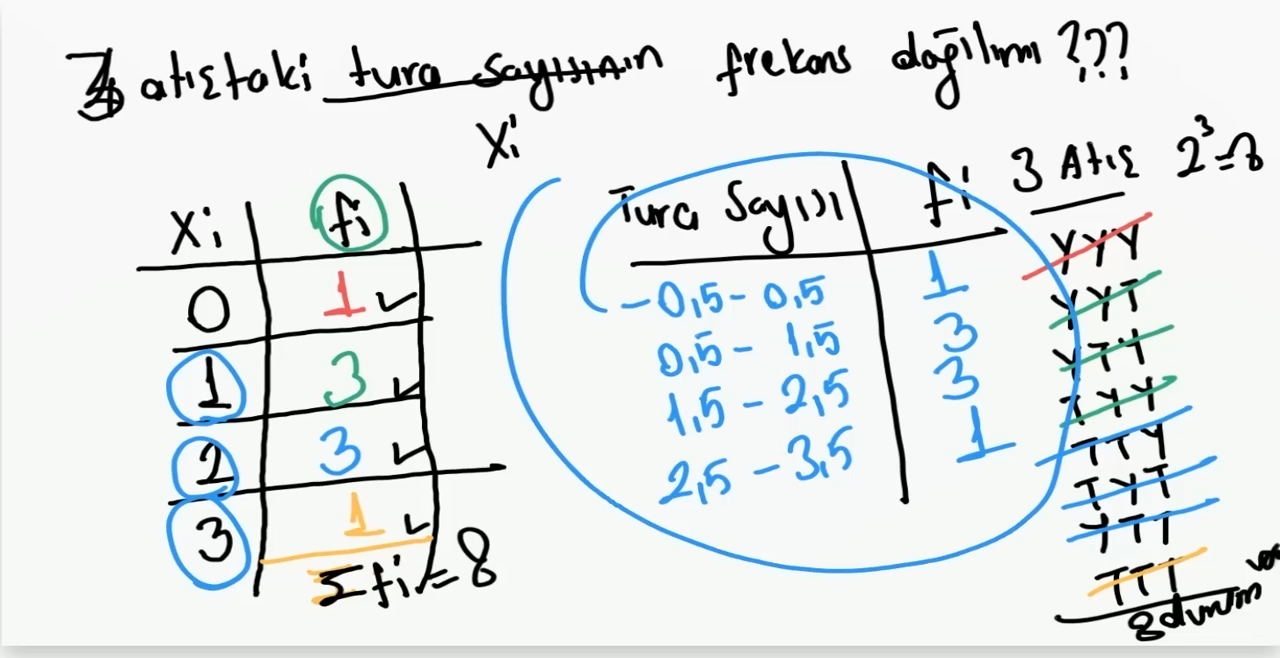 3 atıştaki tura sayısının frekans dağılımı ???
Xi
Xi fi
0 1
1 3
2 3
3 1
Σfi = 8
Tura Sayısı fi
-0,5 - 0,5 1
0,5 - 1,5 3
1,5 - 2,5 3
2,5 - 3,5 1
3 Atış 2³=8
YYY
YYT
YTY
TYY
TTY
TYT
YTT
TTT
8 durum var